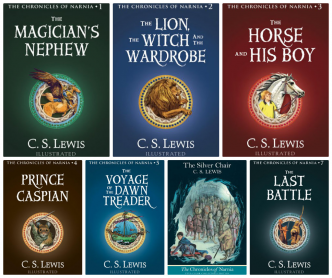 THE CHRONICLES OF NARNIA • 1
THE
MAGICIAN'S
NEPHEW
C. S. LEWIS
ILLUSTRATED
THE CHRONICLES OF NARNIA • 2
THE LION,
THE WITCH AND THE
WARDROBE
C. S. LEWIS
ILLUSTRATED
THE CHRONICLES OF NARNIA • 3
THE
HORSE
AND HIS BOY
C. S. LEWIS
ILLUSTRATED
THE CHRONICLES OF NARNIA • 4
PRINCE
CASPIAN
C. S. LEWIS
ILLUSTRATED
THE CHRONICLES OF NARNIA • 5
THE
VOYAGE
OF THE DAWN
TREADER
C. S. LEWIS
ILLUSTRATED
The Silver Chair
C. S. LEWIS
The Chronicles of Narnia
THE CHRONICLES OF NARNIA • 7
THE
LAST
BATTLE
C. S. LEWIS
ILLUSTRATED